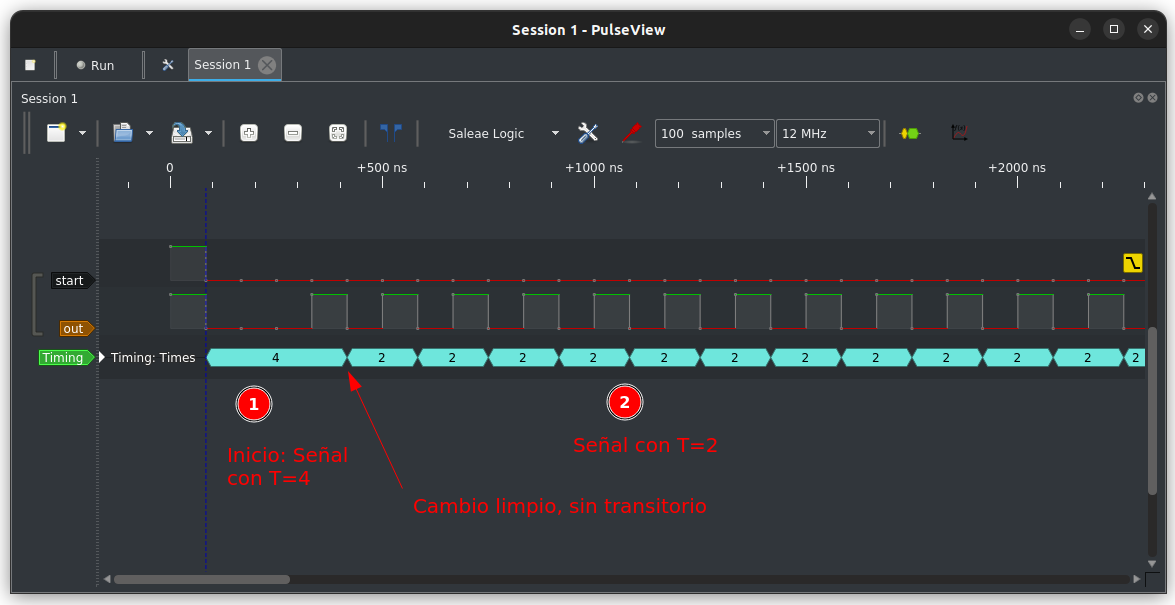 Session 1 - PulseView
Run
Session 1
Session 1
Saleae Logic
100 samples
12 MHz
0
+500 ns
+1000 ns
+1500 ns
+2000 ns
start
out
Timing
Timing: Times
4
2
2
2
2
2
2
2
2
2
2
2
2
1
2
Inicio: Señal
con T=4
Señal con T=2
Cambio limpio, sin transitorio